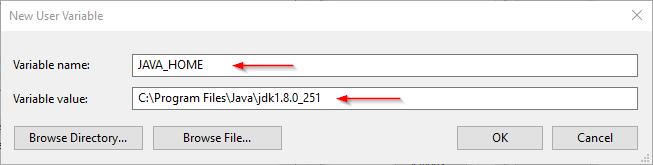 New User Variable
Variable name: JAVA_HOME
Variable value: C:\Program Files\Java\jdk1.8.0_251
Browse Directory... Browse File... OK Cancel